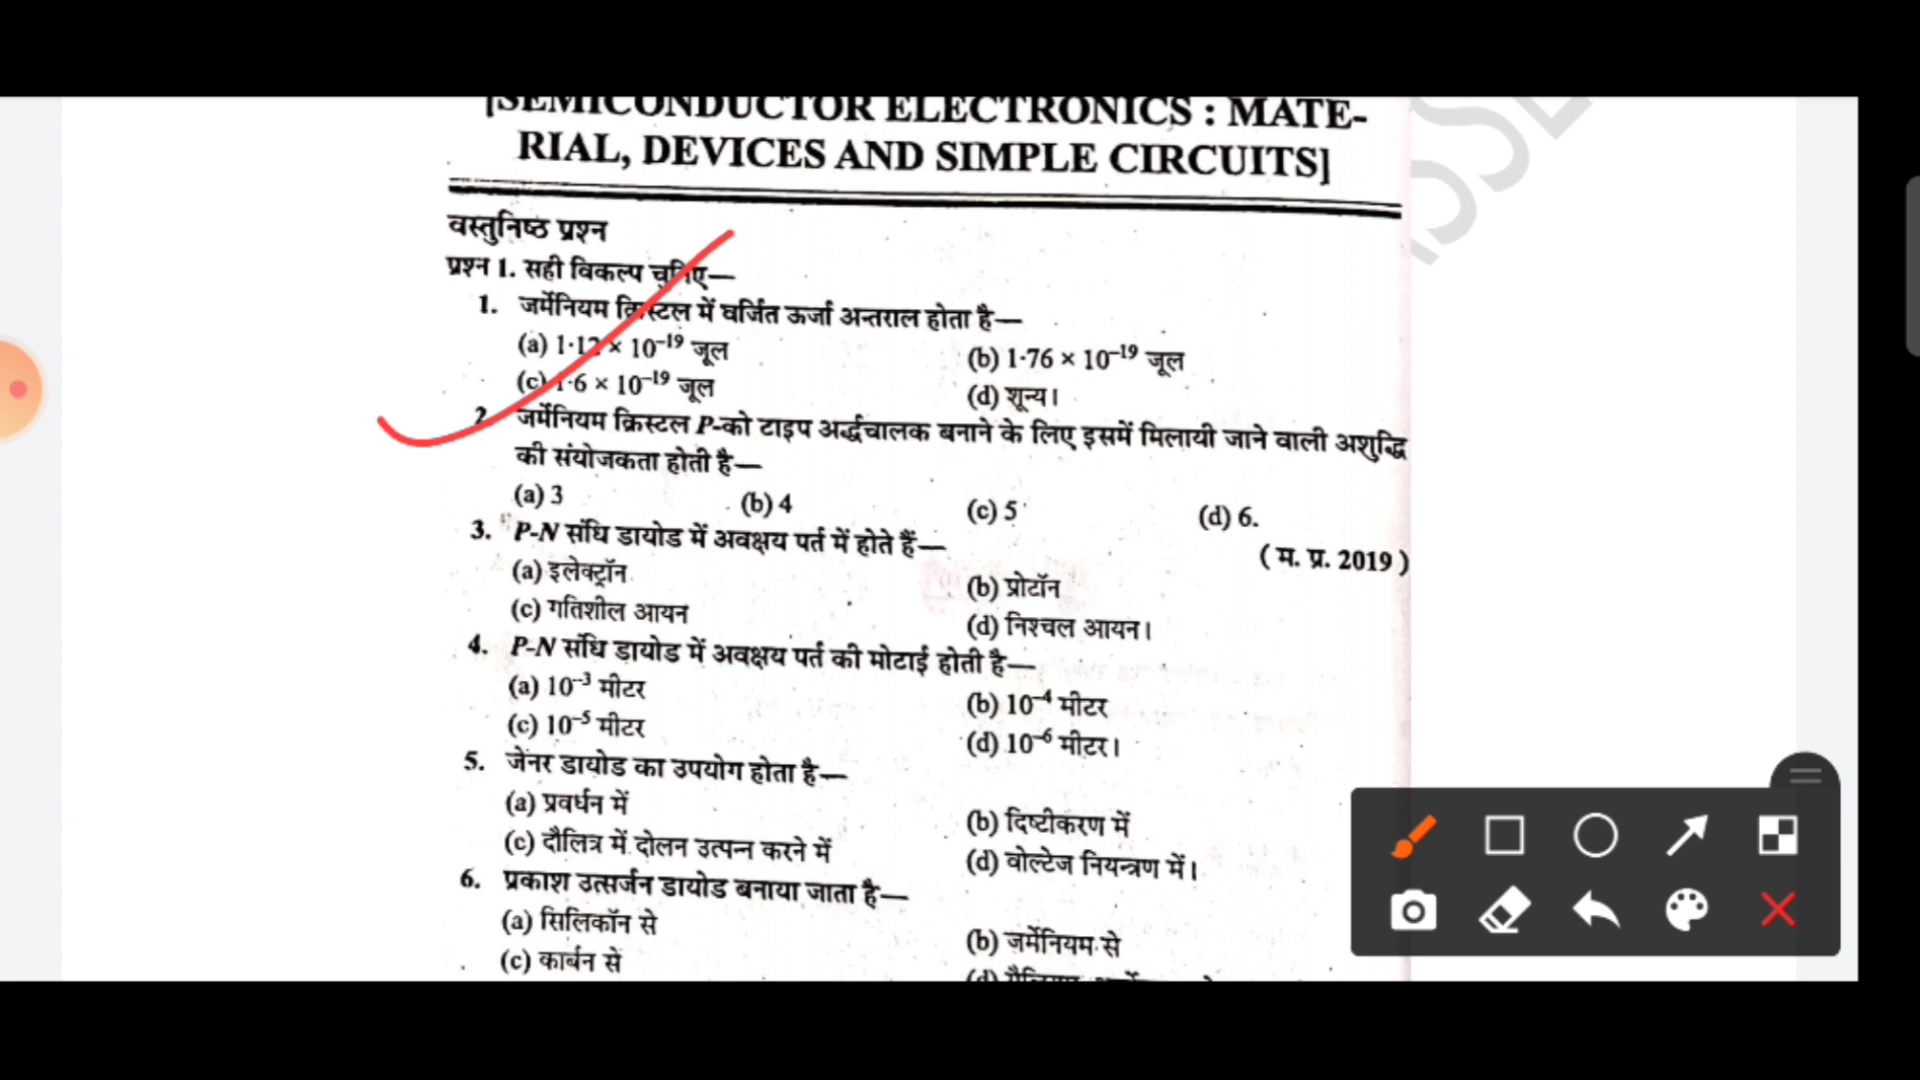 [SEMICONDUCTOR ELECTRONICS : MATE-
RIAL, DEVICES AND SIMPLE CIRCUITS]
वस्तुनिष्ठ प्रश्न
प्रश्न 1. सही विकल्प चुनिए—
1. जर्मेनियम क्रिस्टल में वर्जित ऊर्जा अन्तराल होता है—
(a) 1·12 × 10⁻¹⁹ जूल (b) 1·76 × 10⁻¹⁹ जूल
(c) 1·6 × 10⁻¹⁹ जूल (d) शून्य।
2. जर्मेनियम क्रिस्टल P-को टाइप अर्द्धचालक बनाने के लिए इसमें मिलायी जाने वाली अशुद्धि
की संयोजकता होती है—
(a) 3 (b) 4 (c) 5 (d) 6.
3. P-N संधि डायोड में अवक्षय पर्त में होते हैं— ( म. प्र. 2019 )
(a) इलेक्ट्रॉन (b) प्रोटॉन
(c) गतिशील आयन (d) निश्चल आयन।
4. P-N संधि डायोड में अवक्षय पर्त की मोटाई होती है—
(a) 10⁻³ मीटर (b) 10⁻⁴ मीटर
(c) 10⁻⁵ मीटर (d) 10⁻⁶ मीटर।
5. जेनर डायोड का उपयोग होता है—
(a) प्रवर्धन में (b) दिष्टीकरण में
(c) दौलित्र में दोलन उत्पन्न करने में (d) वोल्टेज नियन्त्रण में।
6. प्रकाश उत्सर्जन डायोड बनाया जाता है—
(a) सिलिकॉन से (b) जर्मेनियम से
(c) कार्बन से